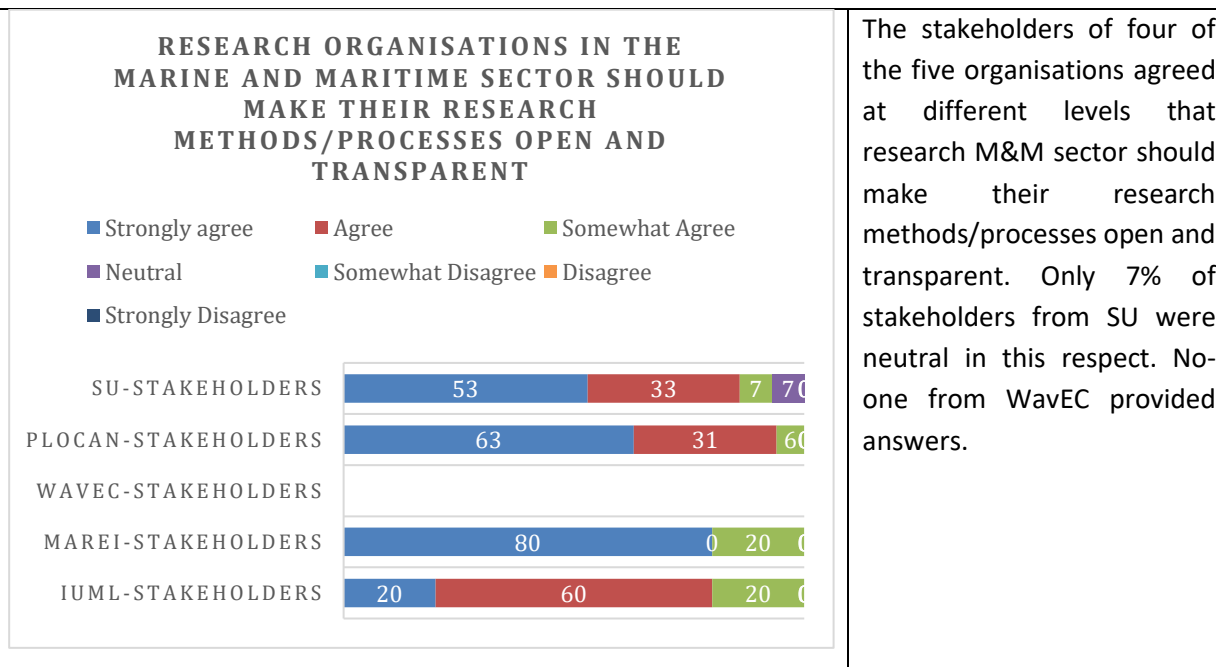 RESEARCH ORGANISATIONS IN THE
MARINE AND MARITIME SECTOR SHOULD
MAKE THEIR RESEARCH
METHODS/PROCESSES OPEN AND
TRANSPARENT
Strongly agree Agree Somewhat Agree
Neutral Somewhat Disagree Disagree
Strongly Disagree
SU-STAKEHOLDERS 53 33 7 7 0
PLOCAN-STAKEHOLDERS 63 31 6 0
WAVEC-STAKEHOLDERS
MAREI-STAKEHOLDERS 80 0 20 0
IUML-STAKEHOLDERS 20 60 20 0
The stakeholders of four of
the five organisations agreed
at different levels that
research M&M sector should
make their research
methods/processes open and
transparent. Only 7% of
stakeholders from SU were
neutral in this respect. No-
one from WavEC provided
answers.